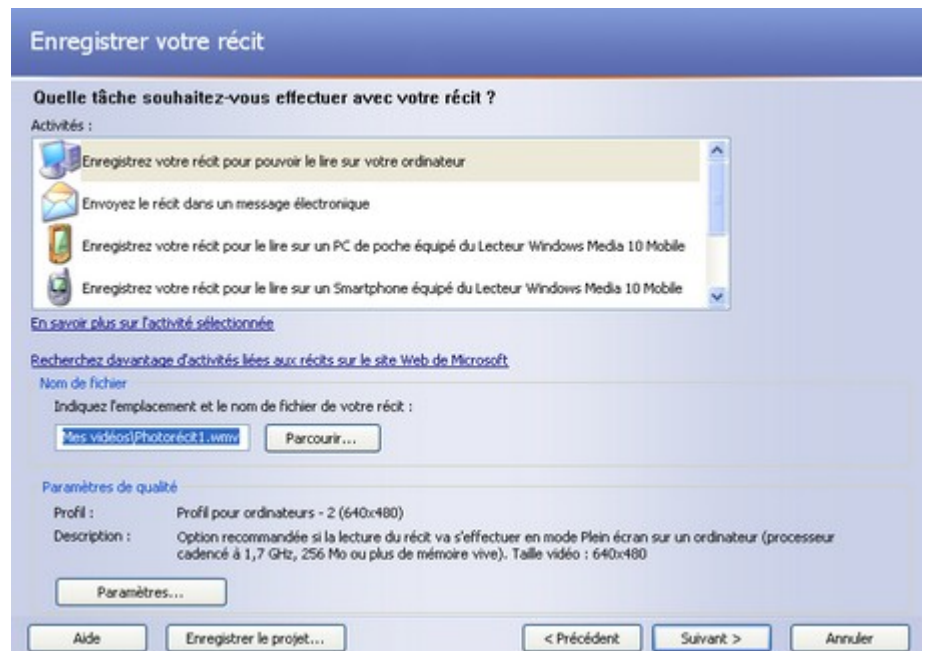 Enregistrer votre récit
Quelle tâche souhaitez-vous effectuer avec votre récit ?
Activités :
Enregistrez votre récit pour pouvoir le lire sur votre ordinateur
Envoyez le récit dans un message électronique
Enregistrez votre récit pour le lire sur un PC de poche équipé du Lecteur Windows Media 10 Mobile
Enregistrez votre récit pour le lire sur un Smartphone équipé du Lecteur Windows Media 10 Mobile
En savoir plus sur l'activité sélectionnée
Recherchez davantage d'activités liées aux récits sur le site Web de Microsoft
Nom de fichier
Indiquez l'emplacement et le nom de fichier de votre récit :
Mes vidéos\Photorécit1.wmv Parcourir...
Paramètres de qualité
Profil : Profil pour ordinateurs - 2 (640x480)
Description : Option recommandée si la lecture du récit va s'effectuer en mode Plein écran sur un ordinateur (processeur
cadencé à 1,7 GHz, 256 Mo ou plus de mémoire vive). Taille vidéo : 640x480
Paramètres...
Aide Enregistrer le projet... < Précédent Suivant > Annuler